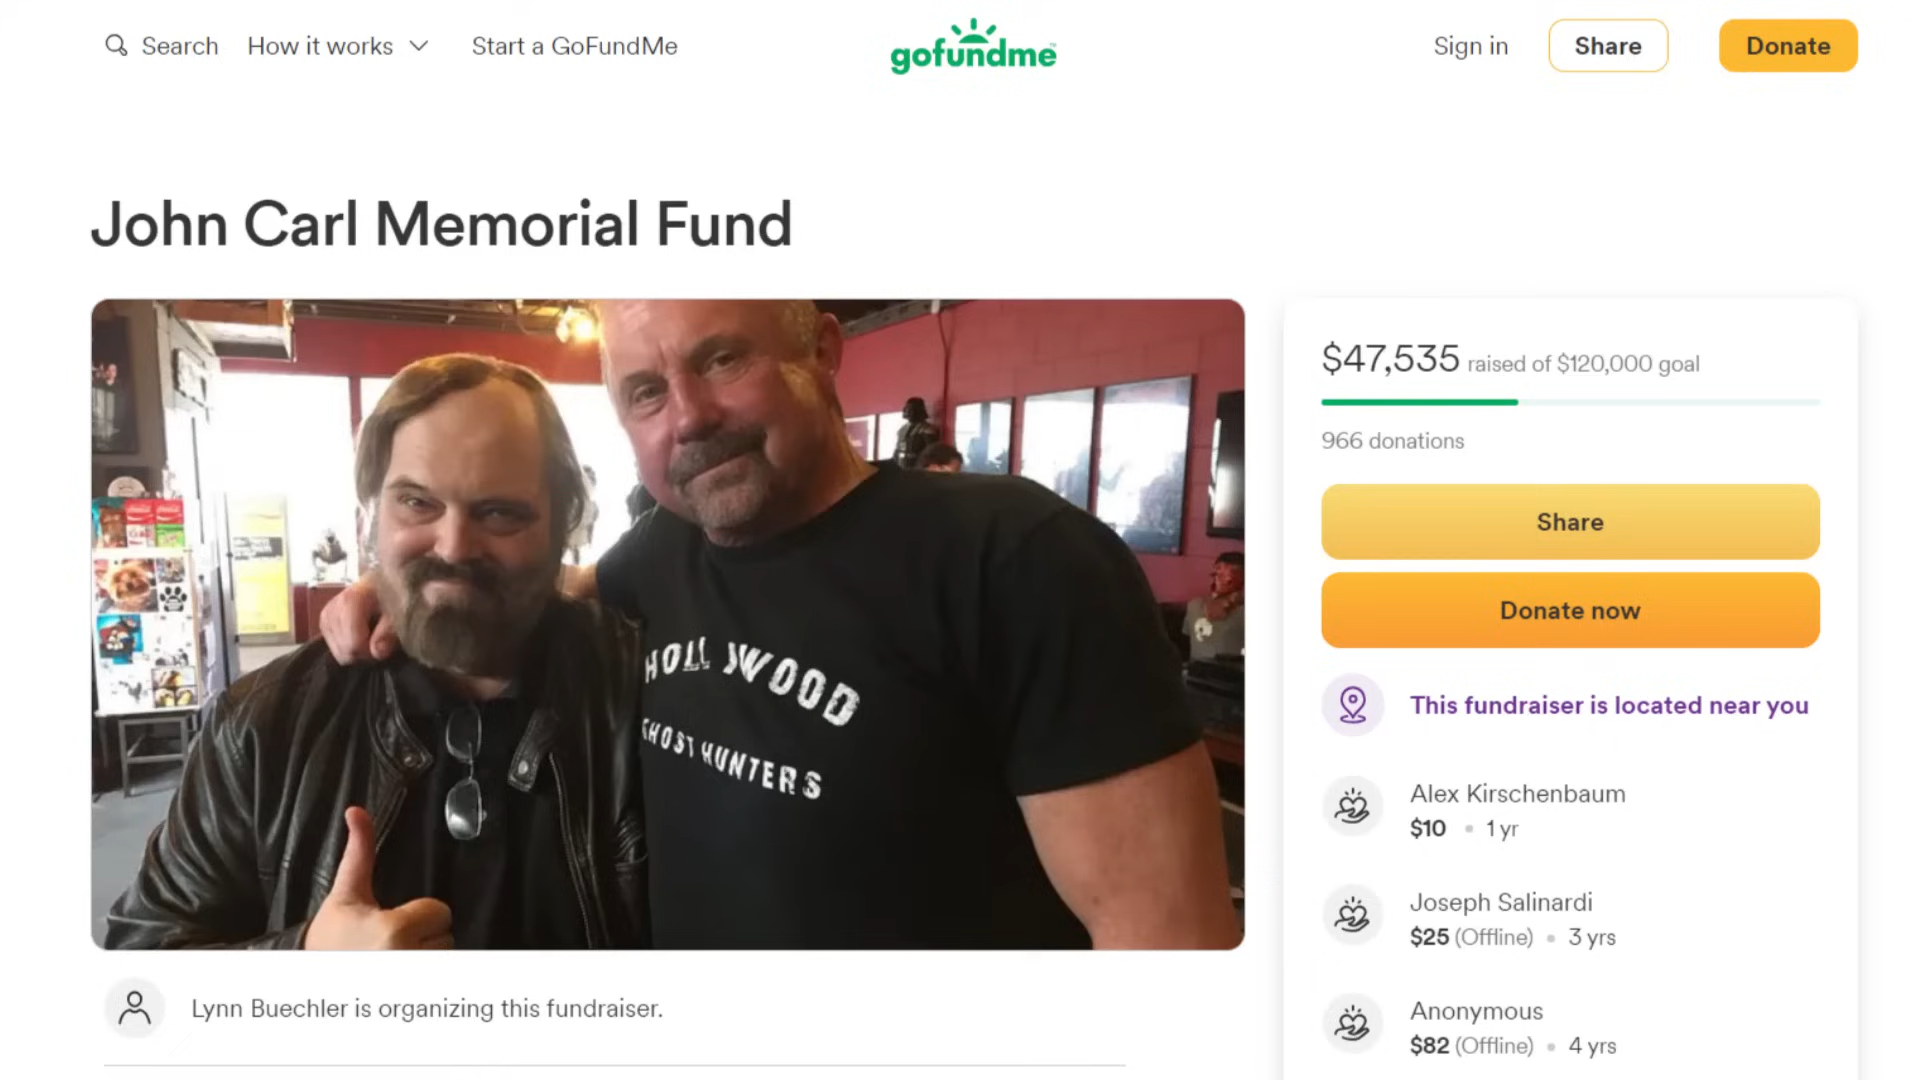 Search How it works Start a GoFundMe
gofundme
Sign in Share Donate
John Carl Memorial Fund
HOLLYWOOD
GHOST HUNTERS
$47,535 raised of $120,000 goal
966 donations
Share
Donate now
This fundraiser is located near you
Alex Kirschenbaum
$10 • 1 yr
Joseph Salinardi
$25 (Offline) • 3 yrs
Anonymous
$82 (Offline) • 4 yrs
Lynn Buechler is organizing this fundraiser.